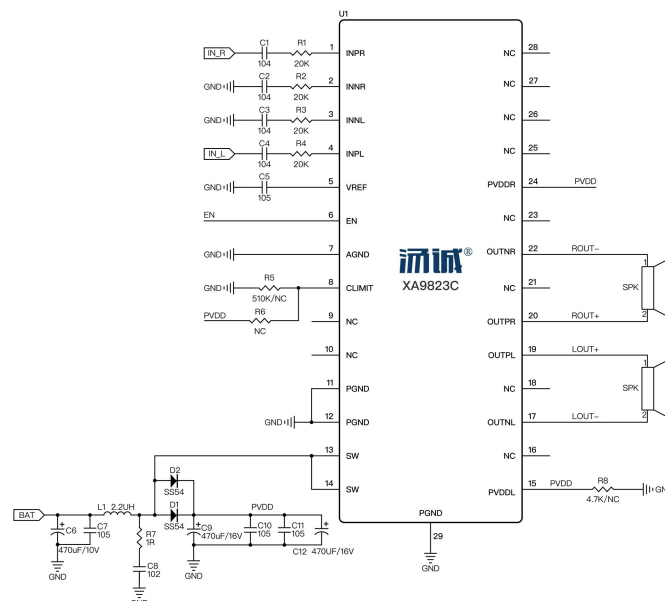 U1
IN_R
C1
104
R1
20K
1
INPR
NC
28
GND
C2
104
R2
20K
2
INNR
NC
27
GND
C3
104
R3
20K
3
INNL
NC
26
IN_L
C4
104
R4
20K
4
INPL
NC
25
GND
C5
105
5
VREF
PVDDR
24
PVDD
EN
6
EN
NC
23
GND
7
AGND
OUTNR
22
ROUT-
汤诚®
XA9823C
1
SPK
2
GND
R5
510K/NC
8
CLIMIT
NC
21
PVDD
R6
NC
9
NC
OUTPR
20
ROUT+
10
NC
OUTPL
19
LOUT+
1
SPK
2
11
PGND
NC
18
GND
12
PGND
OUTNL
17
LOUT-
13
SW
NC
16
14
SW
PVDDL
15
PVDD
R8
4.7K/NC
PGND
29
GND
D2
SS54
BAT
L1 2.2UH
D1
SS54
PVDD
C6
470uF/10V
C7
105
R7
1R
C9
470uF/16V
C10
105
C11
105
C12
470UF/16V
C8
102
GND
GND
GND